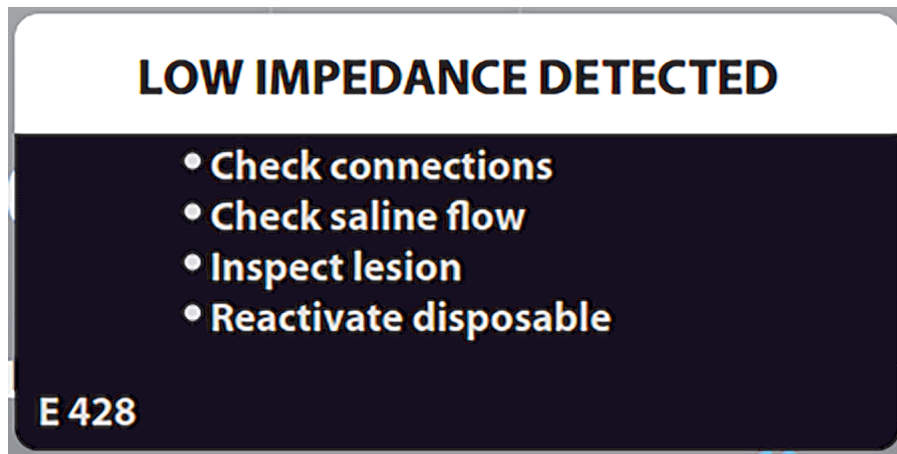 LOW IMPEDANCE DETECTED
• Check connections
• Check saline flow
• Inspect lesion
• Reactivate disposable
E 428